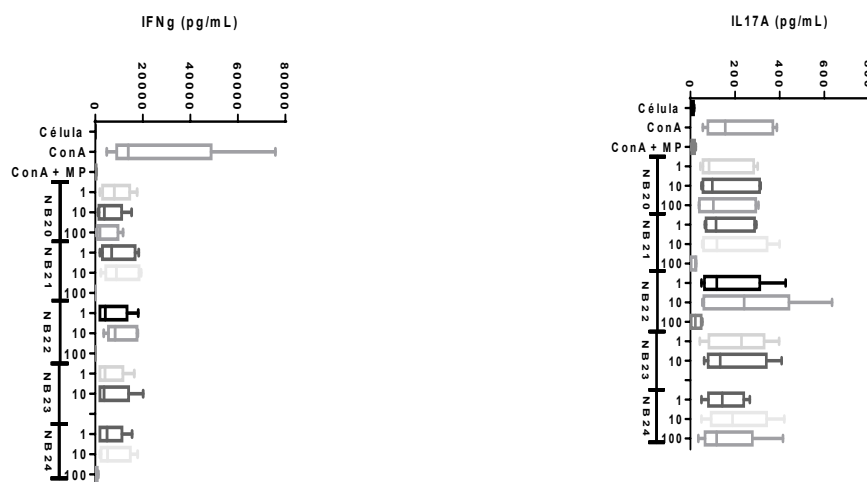 IFNg (pg/mL)
0
20000
40000
60000
80000
Célula
ConA
ConA + MP
1
10
100
1
10
100
1
10
100
1
10
1
10
100
NB20
NB21
NB22
NB23
NB24
IL17A (pg/mL)
0
200
400
600
Célula
ConA
ConA + MP
1
10
100
1
10
100
1
10
100
1
10
1
10
100
NB20
NB21
NB22
NB23
NB24